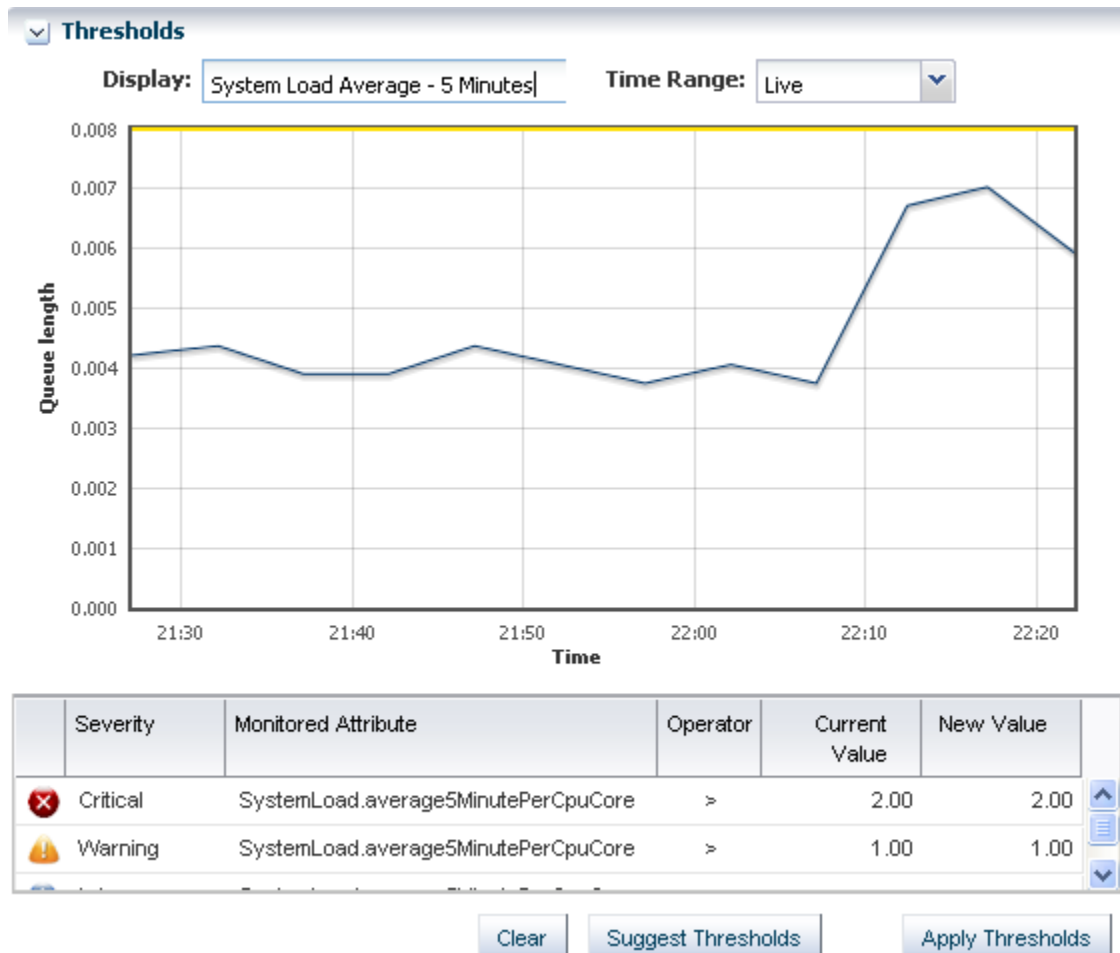 Thresholds
Display: System Load Average - 5 Minutes Time Range: Live
0.008
0.007
0.006
0.005
0.004
0.003
0.002
0.001
0.000
Queue length
21:30 21:40 21:50 22:00 22:10 22:20
Time
Severity Monitored Attribute Operator Current Value New Value
Critical SystemLoad.average5MinutePerCpuCore > 2.00 2.00
Warning SystemLoad.average5MinutePerCpuCore > 1.00 1.00
Clear Suggest Thresholds Apply Thresholds